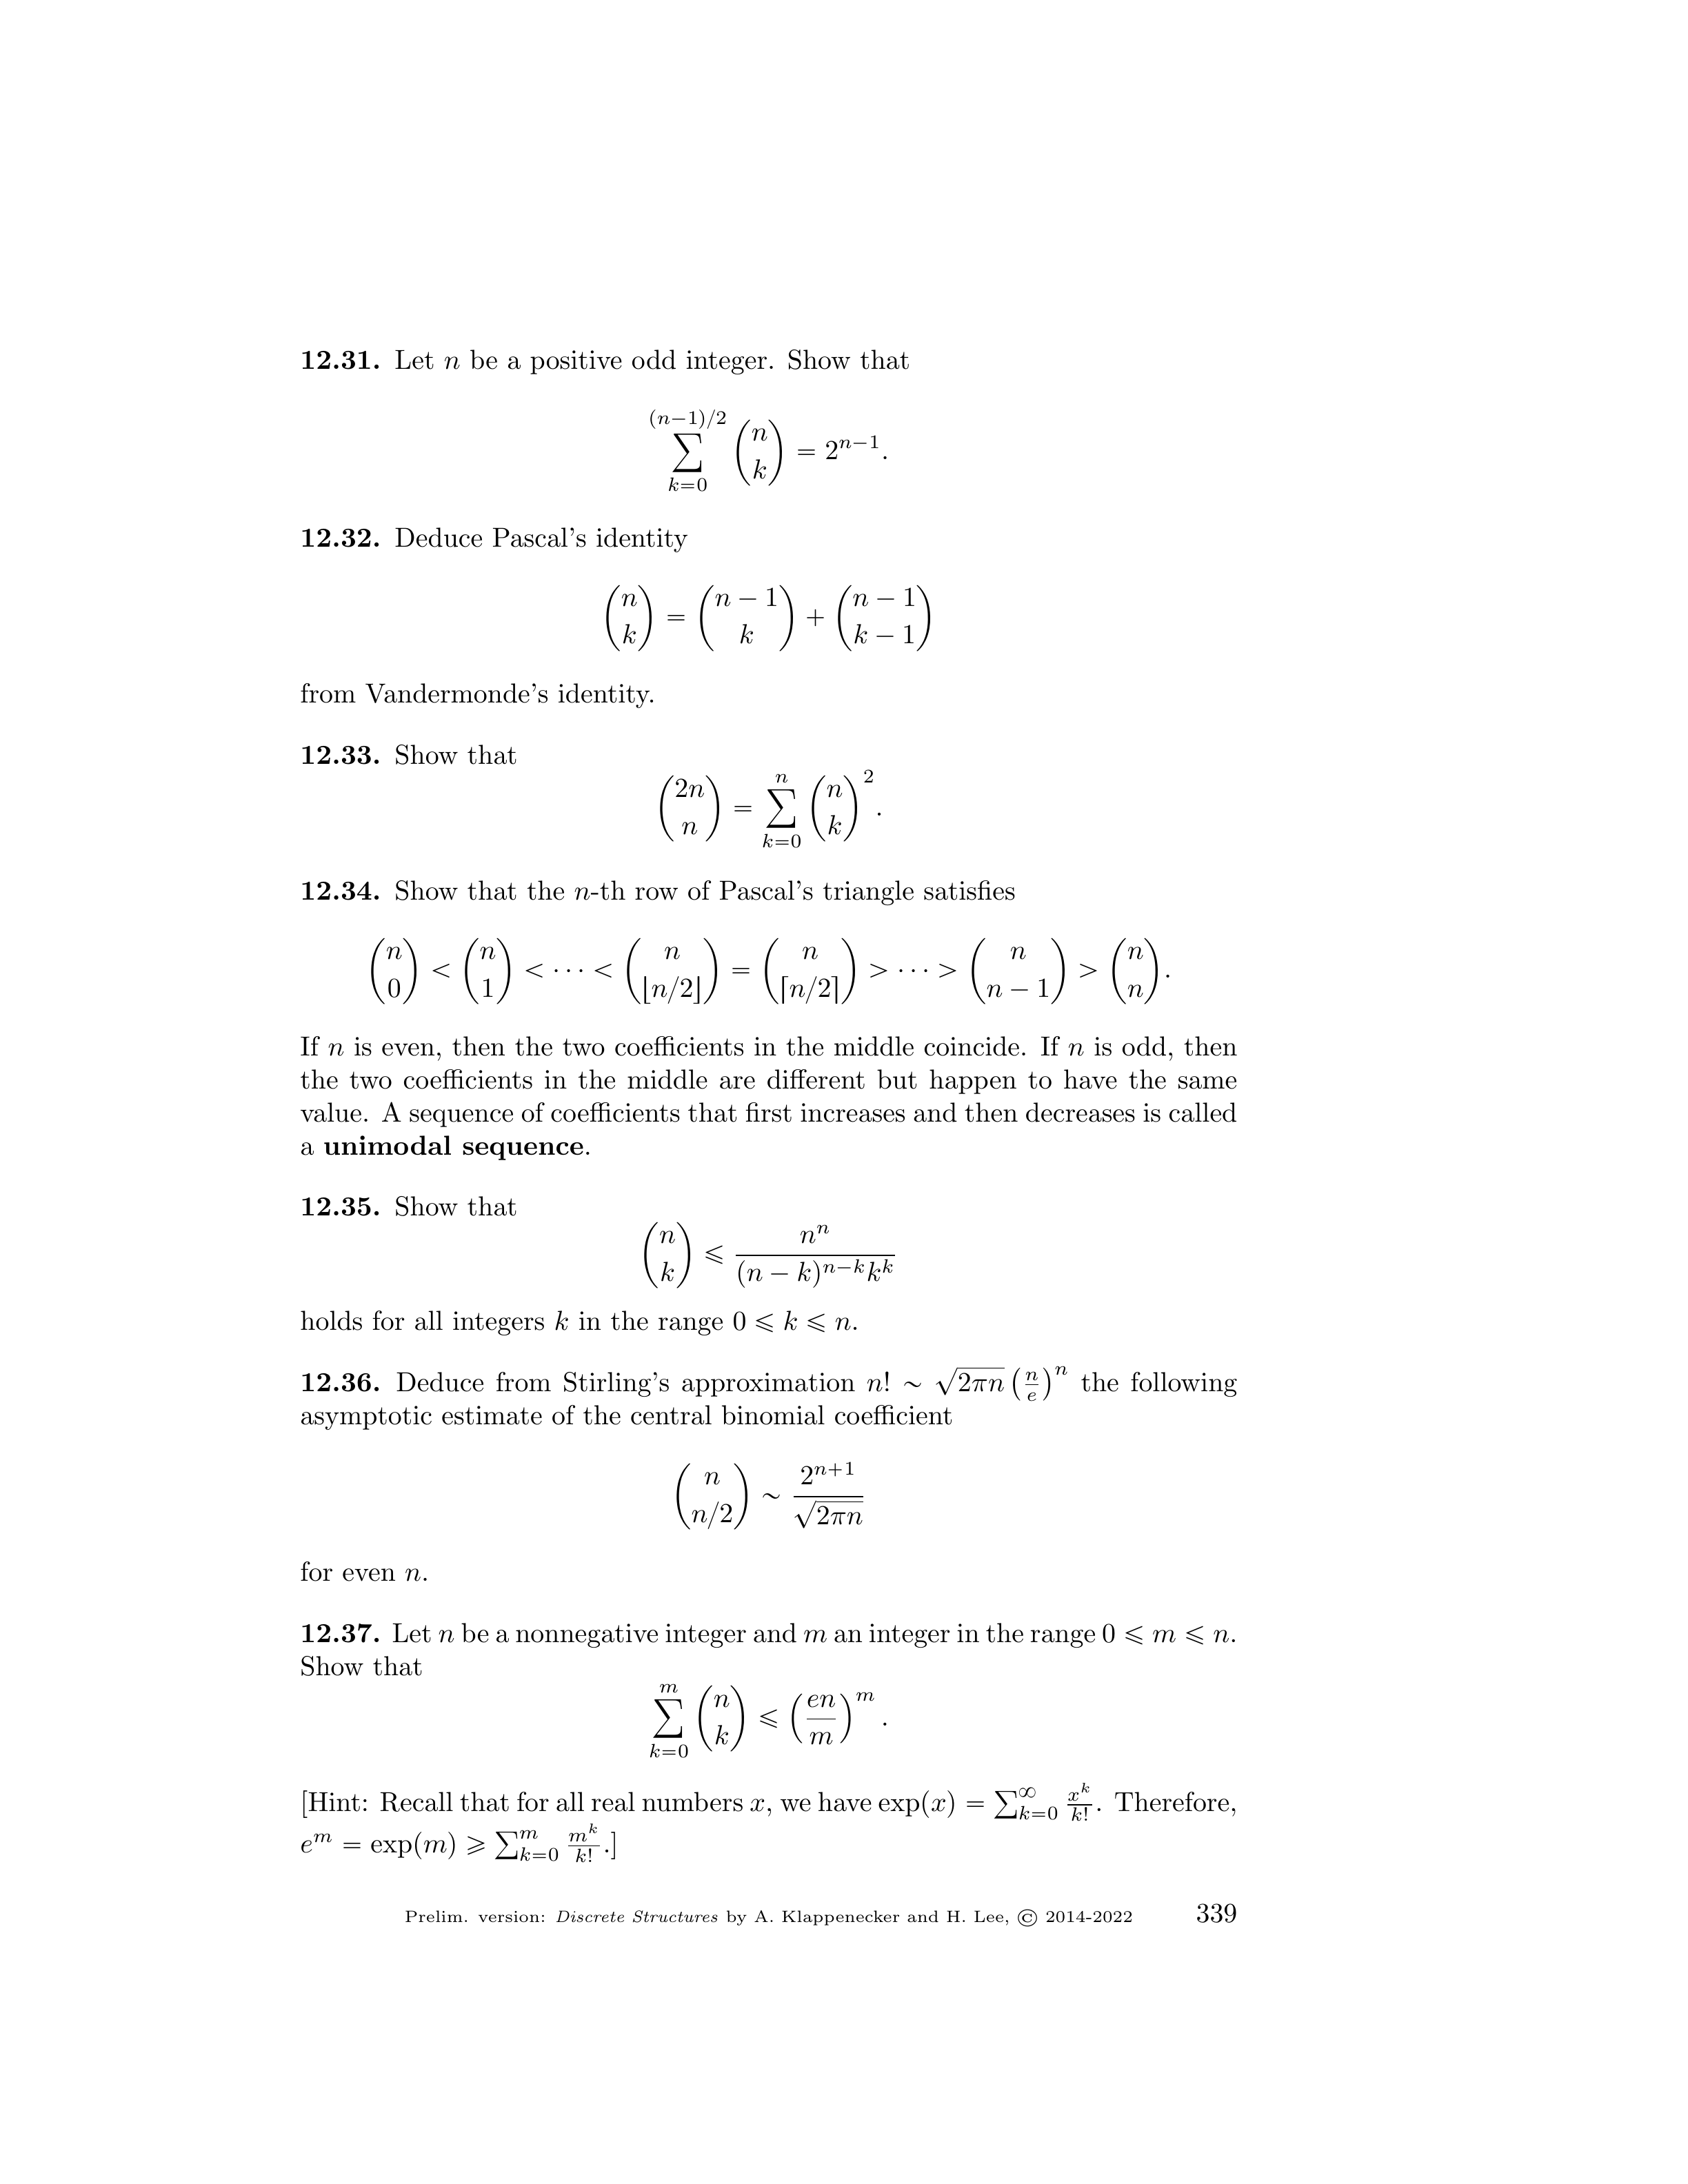 12.31. Let n be a positive odd integer. Show that
$$\sum_{k=0}^{(n-1)/2} \binom{n}{k} = 2^{n-1}.$$
12.32. Deduce Pascal's identity
$$\binom{n}{k} = \binom{n-1}{k} + \binom{n-1}{k-1}$$
from Vandermonde's identity.
12.33. Show that
$$\binom{2n}{n} = \sum_{k=0}^{n} \binom{n}{k}^2.$$
12.34. Show that the n-th row of Pascal's triangle satisfies
$$\binom{n}{0} < \binom{n}{1} < \cdots < \binom{n}{\lfloor n/2 \rfloor} = \binom{n}{\lceil n/2 \rceil} > \cdots > \binom{n}{n-1} > \binom{n}{n}.$$
If n is even, then the two coefficients in the middle coincide. If n is odd, then
the two coefficients in the middle are different but happen to have the same
value. A sequence of coefficients that first increases and then decreases is called
a unimodal sequence.
12.35. Show that
$$\binom{n}{k} \leqslant \frac{n^n}{(n-k)^{n-k}k^k}$$
holds for all integers k in the range 0 ⩽ k ⩽ n.
12.36. Deduce from Stirling's approximation $n! \sim \sqrt{2\pi n}\left(\frac{n}{e}\right)^n$ the following
asymptotic estimate of the central binomial coefficient
$$\binom{n}{n/2} \sim \frac{2^{n+1}}{\sqrt{2\pi n}}$$
for even n.
12.37. Let n be a nonnegative integer and m an integer in the range 0 ⩽ m ⩽ n.
Show that
$$\sum_{k=0}^{m} \binom{n}{k} \leqslant \left(\frac{en}{m}\right)^m.$$
[Hint: Recall that for all real numbers x, we have $\exp(x) = \sum_{k=0}^{\infty} \frac{x^k}{k!}$. Therefore,
$e^m = \exp(m) \geqslant \sum_{k=0}^{m} \frac{m^k}{k!}$.]
Prelim. version: Discrete Structures by A. Klappenecker and H. Lee, © 2014-2022 339